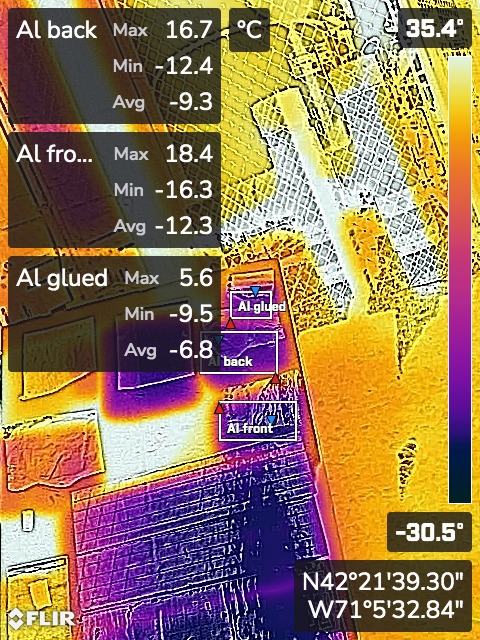 Al back Max 16.7 °C
Min -12.4
Avg -9.3
35.4°
Al fro... Max 18.4
Min -16.3
Avg -12.3
Al glued Max 5.6
Min -9.5
Avg -6.8
Al glued
Al back
Al front
-30.5°
N42°21'39.30"
W71°5'32.84"
FLIR